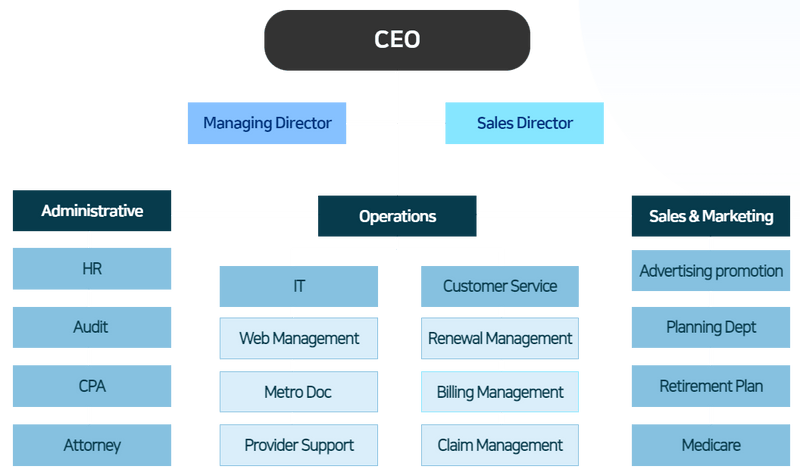 CEO
Managing Director
Sales Director
Administrative
HR
Audit
CPA
Attorney
Operations
IT
Web Management
Metro Doc
Provider Support
Customer Service
Renewal Management
Billing Management
Claim Management
Sales & Marketing
Advertising promotion
Planning Dept
Retirement Plan
Medicare